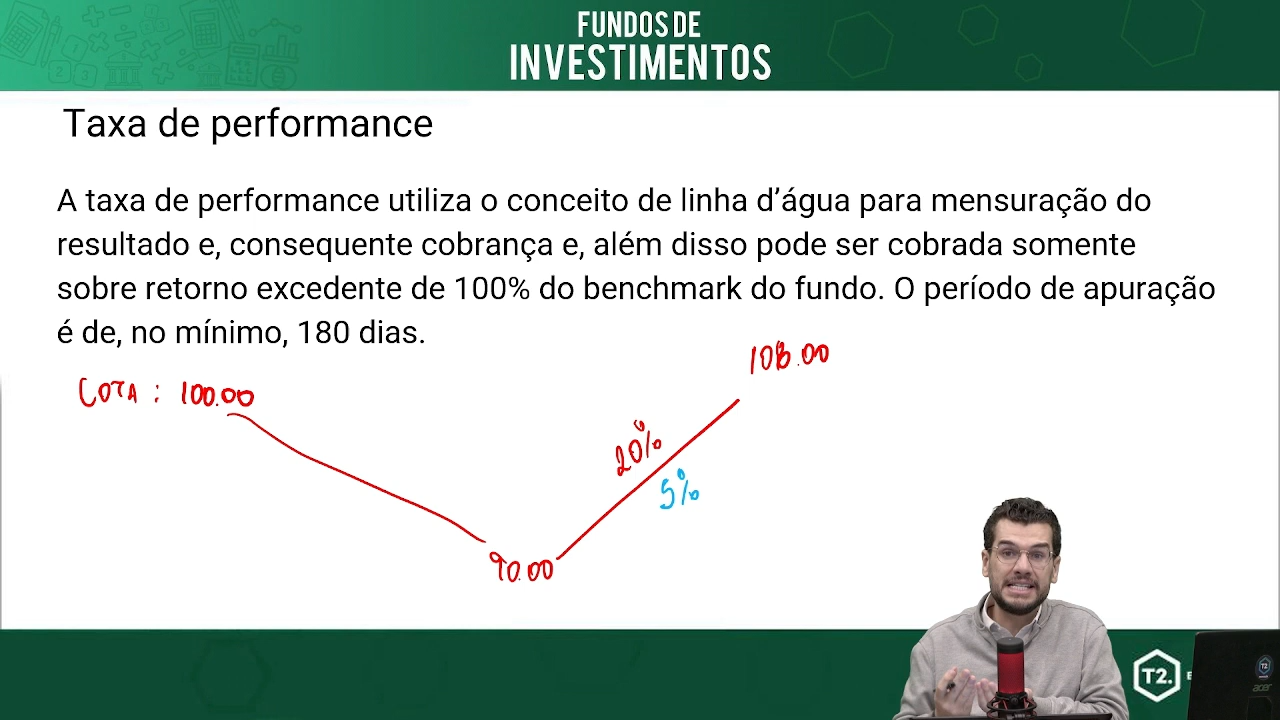 FUNDOS DE
INVESTIMENTOS
Taxa de performance
A taxa de performance utiliza o conceito de linha d’água para mensuração do
resultado e, consequente cobrança e, além disso pode ser cobrada somente
sobre retorno excedente de 100% do benchmark do fundo. O período de apuração
é de, no mínimo, 180 dias.
108.00
COTA : 100.00
20%
5%
90.00
T2.
acer